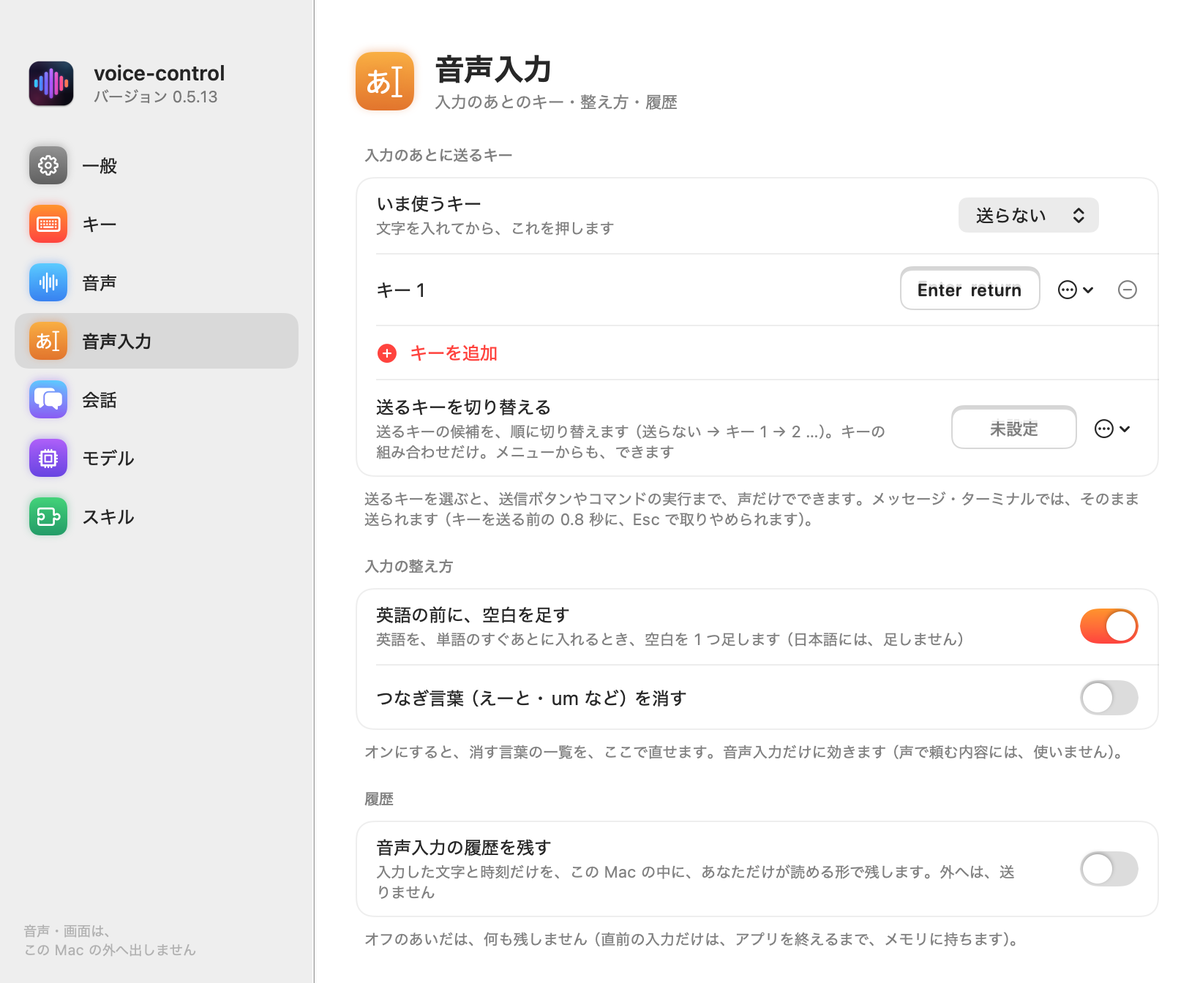 voice-control
バージョン 0.5.13
一般
キー
音声
あ
音声入力
会話
モデル
スキル
音声・画面は、
この Mac の外へ出しません
あ
音声入力
入力のあとのキー・整え方・履歴
入力のあとに送るキー
いま使うキー
文字を入れてから、これを押します
送らない
キー 1
Enter return
キーを追加
送るキーを切り替える
送るキーの候補を、順に切り替えます（送らない → キー 1 → 2 ...）。キーの
組み合わせだけ。メニューからも、できます
未設定
送るキーを選ぶと、送信ボタンやコマンドの実行まで、声だけでできます。メッセージ・ターミナルでは、そのまま
送られます（キーを送る前の 0.8 秒に、Esc で取りやめられます）。
入力の整え方
英語の前に、空白を足す
英語を、単語のすぐあとに入れるとき、空白を 1 つ足します（日本語には、足しません）
つなぎ言葉（えーと・um など）を消す
オンにすると、消す言葉の一覧を、ここで直せます。音声入力だけに効きます（声で頼む内容には、使いません）。
履歴
音声入力の履歴を残す
入力した文字と時刻だけを、この Mac の中に、あなただけが読める形で残します。外へは、送
りません
オフのあいだは、何も残しません（直前の入力だけは、アプリを終えるまで、メモリに持ちます）。